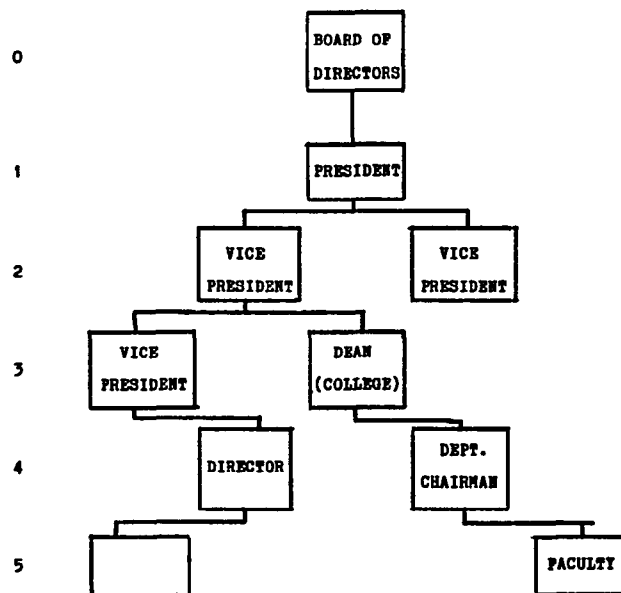 0
BOARD OF
DIRECTORS
1
PRESIDENT
2
VICE
PRESIDENT
VICE
PRESIDENT
3
VICE
PRESIDENT
DEAN
(COLLEGE)
4
DIRECTOR
DEPT.
CHAIRMAN
5
FACULTY